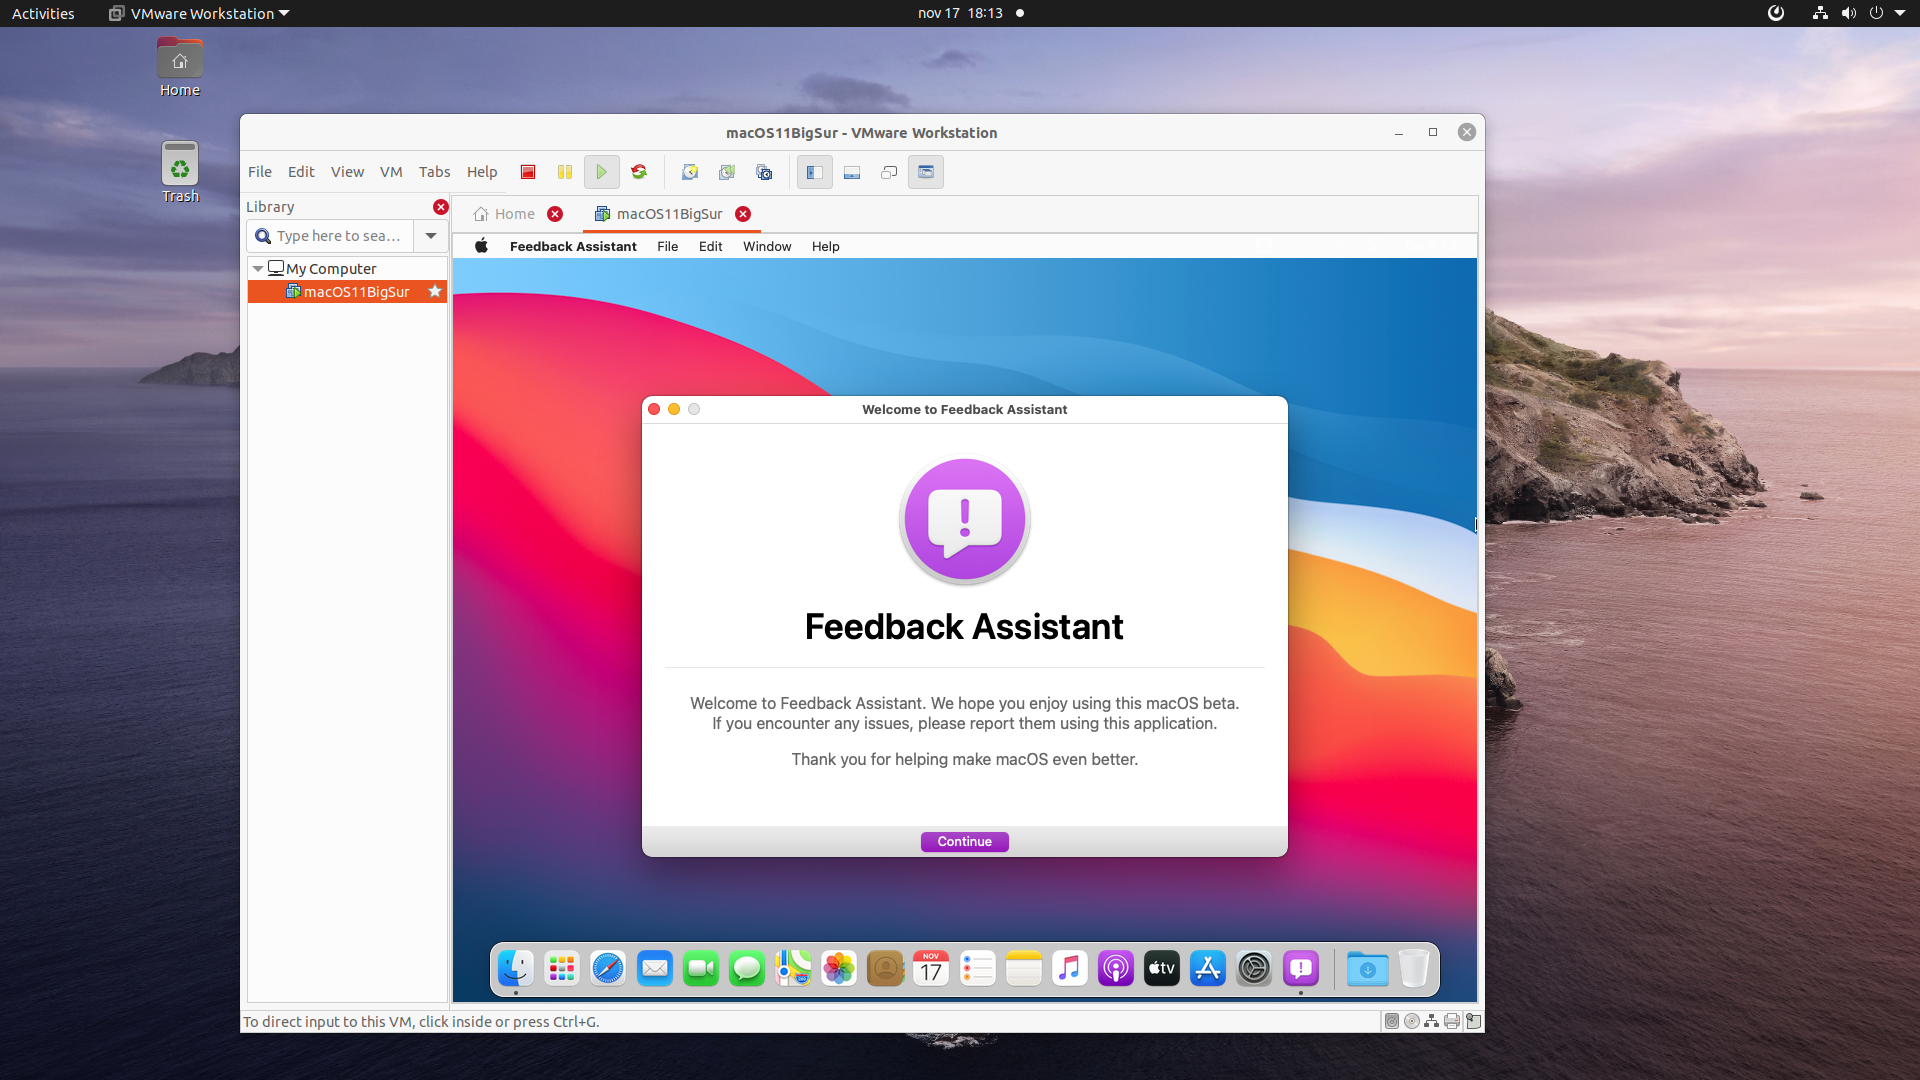 Activities
VMware Workstation
nov 17 18:13
Home
Trash
macOS11BigSur - VMware Workstation
File Edit View VM Tabs Help
Library
Type here to sea...
My Computer
macOS11BigSur
Home
macOS11BigSur
Feedback Assistant File Edit Window Help
Welcome to Feedback Assistant
Feedback Assistant
Welcome to Feedback Assistant. We hope you enjoy using this macOS beta.
If you encounter any issues, please report them using this application.
Thank you for helping make macOS even better.
Continue
NOV
17
tv
To direct input to this VM, click inside or press Ctrl+G.